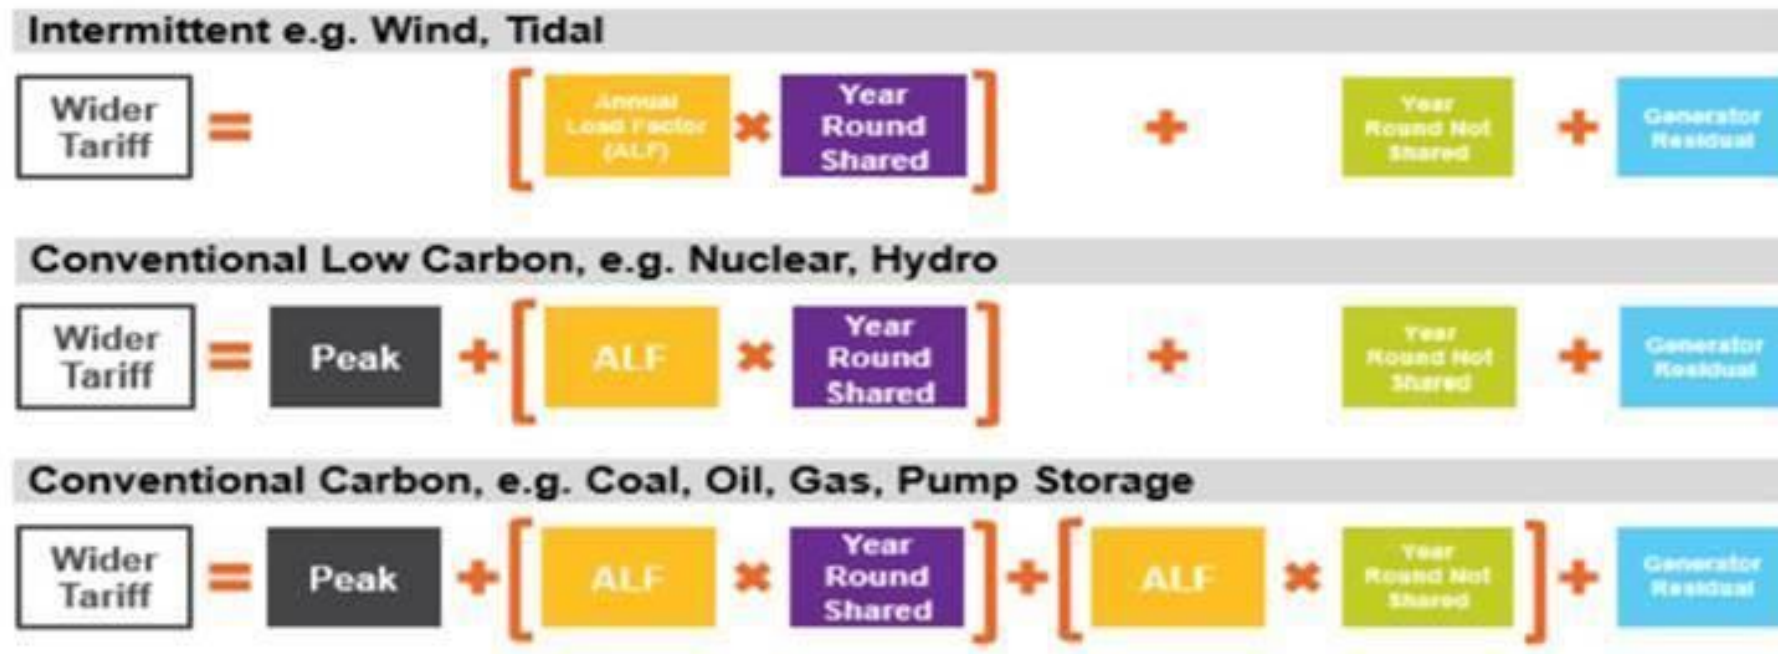 Intermittent e.g. Wind, Tidal
Wider
Tariff
=
[
Annual
Load Factor
(ALF)
×
Year
Round
Shared
]
+
Year
Round Not
Shared
+
Generator
Residual
Conventional Low Carbon, e.g. Nuclear, Hydro
Wider
Tariff
=
Peak
+
[
ALF
×
Year
Round
Shared
]
+
Year
Round Not
Shared
+
Generator
Residual
Conventional Carbon, e.g. Coal, Oil, Gas, Pump Storage
Wider
Tariff
=
Peak
+
[
ALF
×
Year
Round
Shared
]
+
[
ALF
×
Year
Round Not
Shared
]
+
Generator
Residual